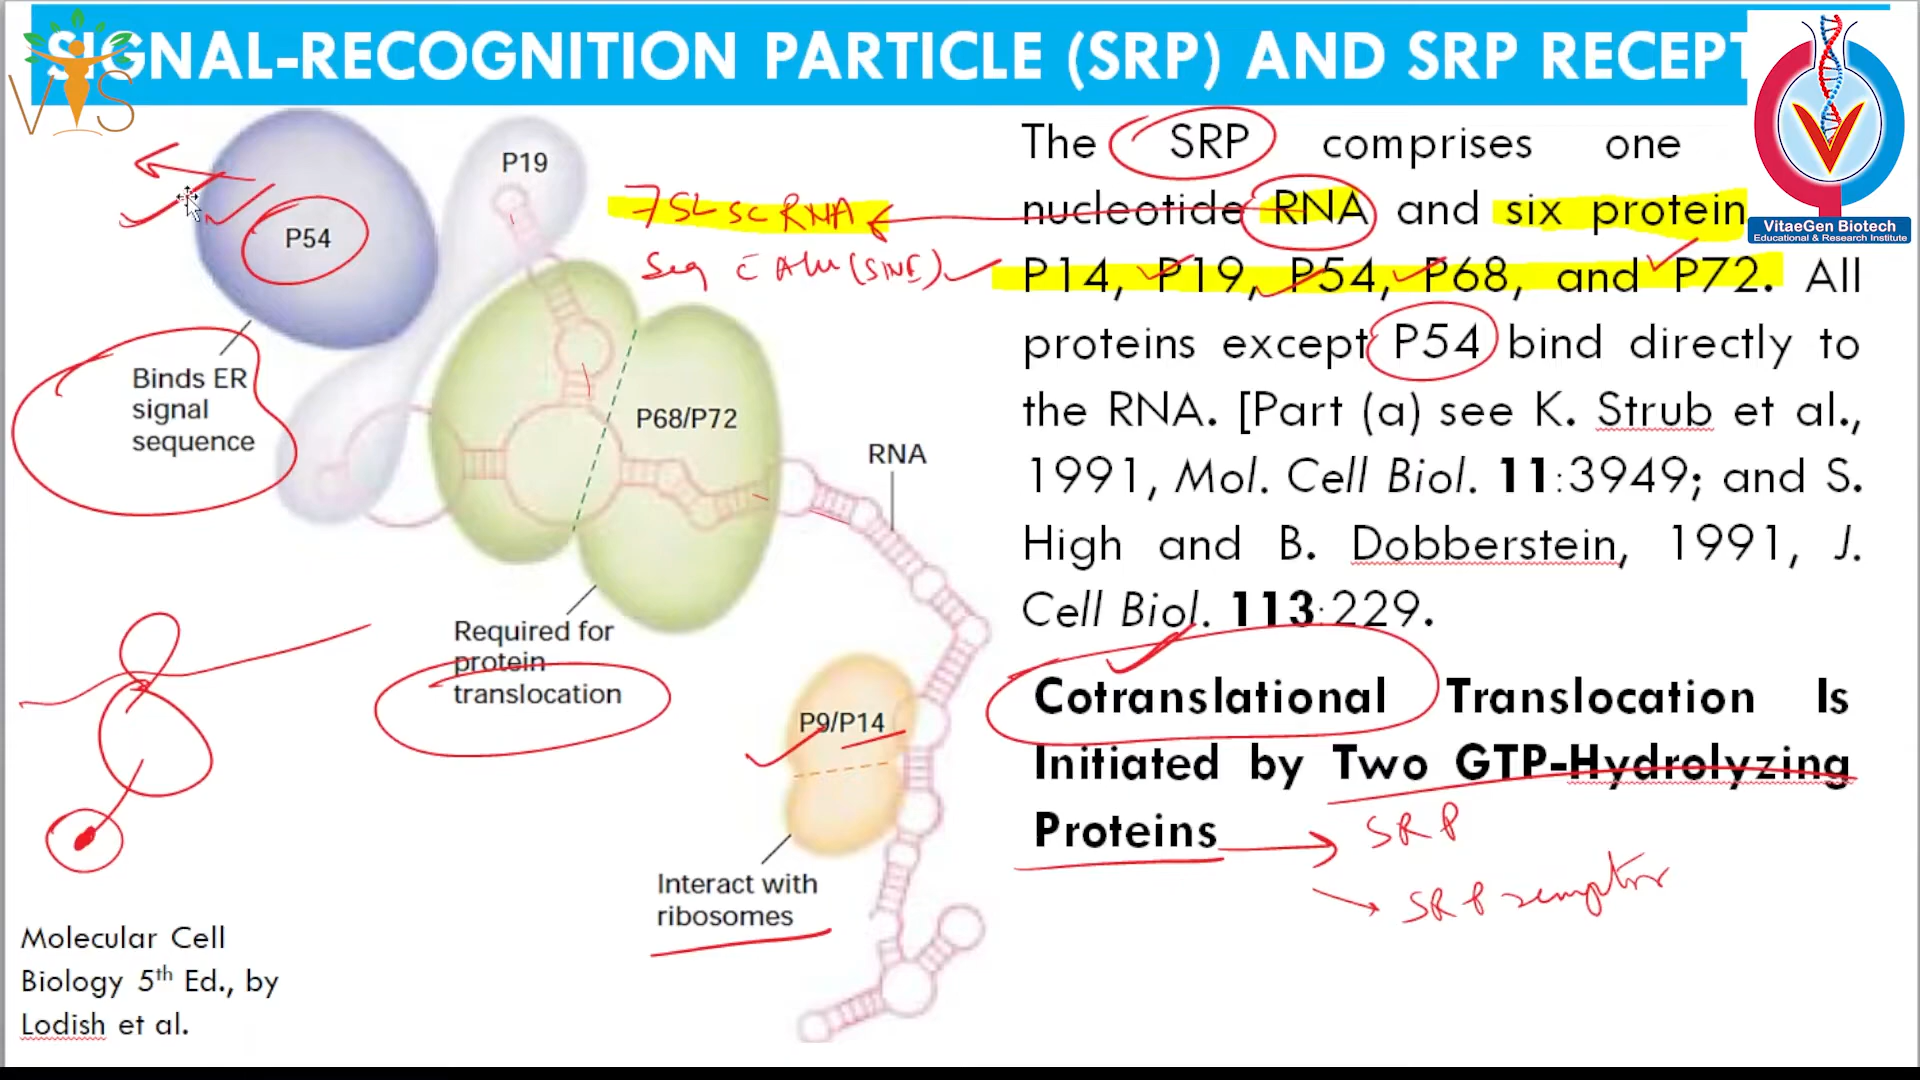 SIGNAL-RECOGNITION PARTICLE (SRP) AND SRP RECEPT
VitaeGen Biotech
Educational & Research Institute
P54
P19
Binds ER
signal
sequence
P68/P72
RNA
Required for
protein
translocation
P9/P14
Interact with
ribosomes
7SL sc RNA
Seq c̄ Alu (SINE)
The SRP comprises one
nucleotide RNA and six protein
P14, P19, P54, P68, and P72. All
proteins except P54 bind directly to
the RNA. [Part (a) see K. Strub et al.,
1991, Mol. Cell Biol. 11:3949; and S.
High and B. Dobberstein, 1991, J.
Cell Biol. 113:229.
Cotranslational Translocation Is
Initiated by Two GTP-Hydrolyzing
Proteins
SRP
SRP receptor
Molecular Cell
Biology 5th Ed., by
Lodish et al.